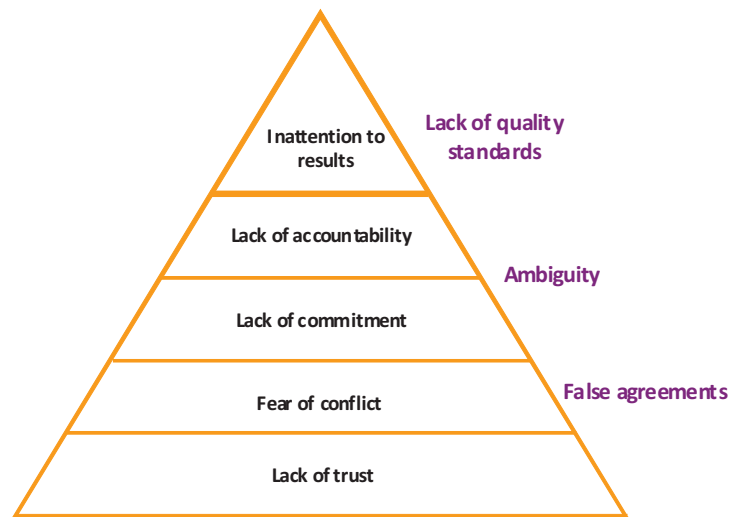 Inattention to
results
Lack of quality
standards
Lack of accountability
Ambiguity
Lack of commitment
False agreements
Fear of conflict
Lack of trust